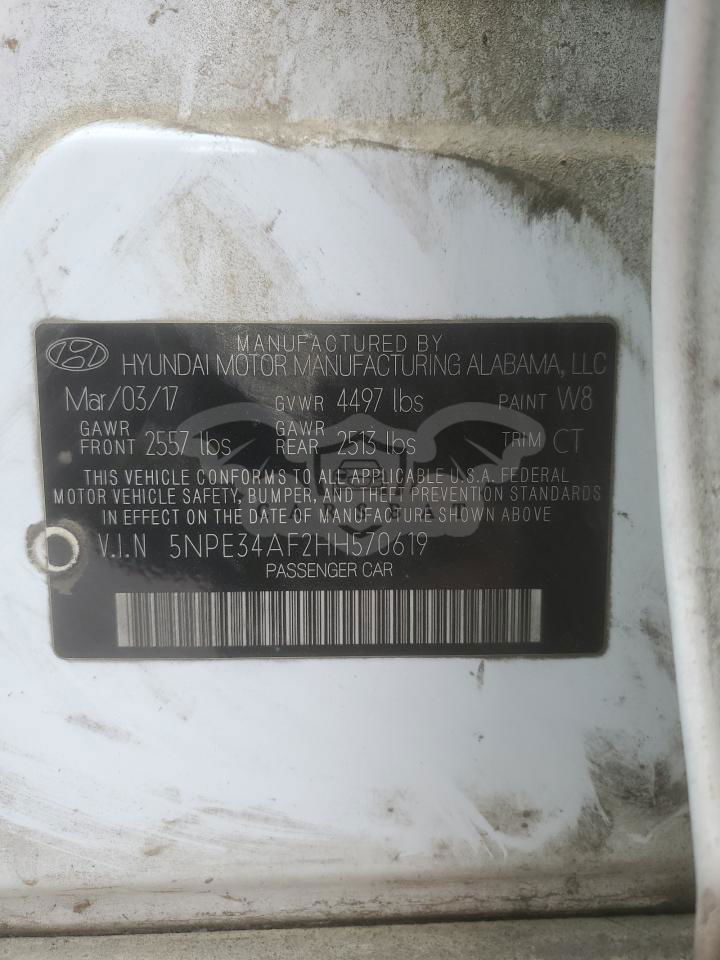 MANUFACTURED BY
HYUNDAI MOTOR MANUFACTURING ALABAMA, LLC
Mar/03/17 GVWR 4497 lbs PAINT W8
GAWR FRONT 2557 lbs GAWR REAR 2513 lbs TRIM CT
THIS VEHICLE CONFORMS TO ALL APPLICABLE U.S.A. FEDERAL
MOTOR VEHICLE SAFETY, BUMPER, AND THEFT PREVENTION STANDARDS
IN EFFECT ON THE DATE OF MANUFACTURE SHOWN ABOVE
CARSBAT
V.I.N 5NPE34AF2HH570619
PASSENGER CAR